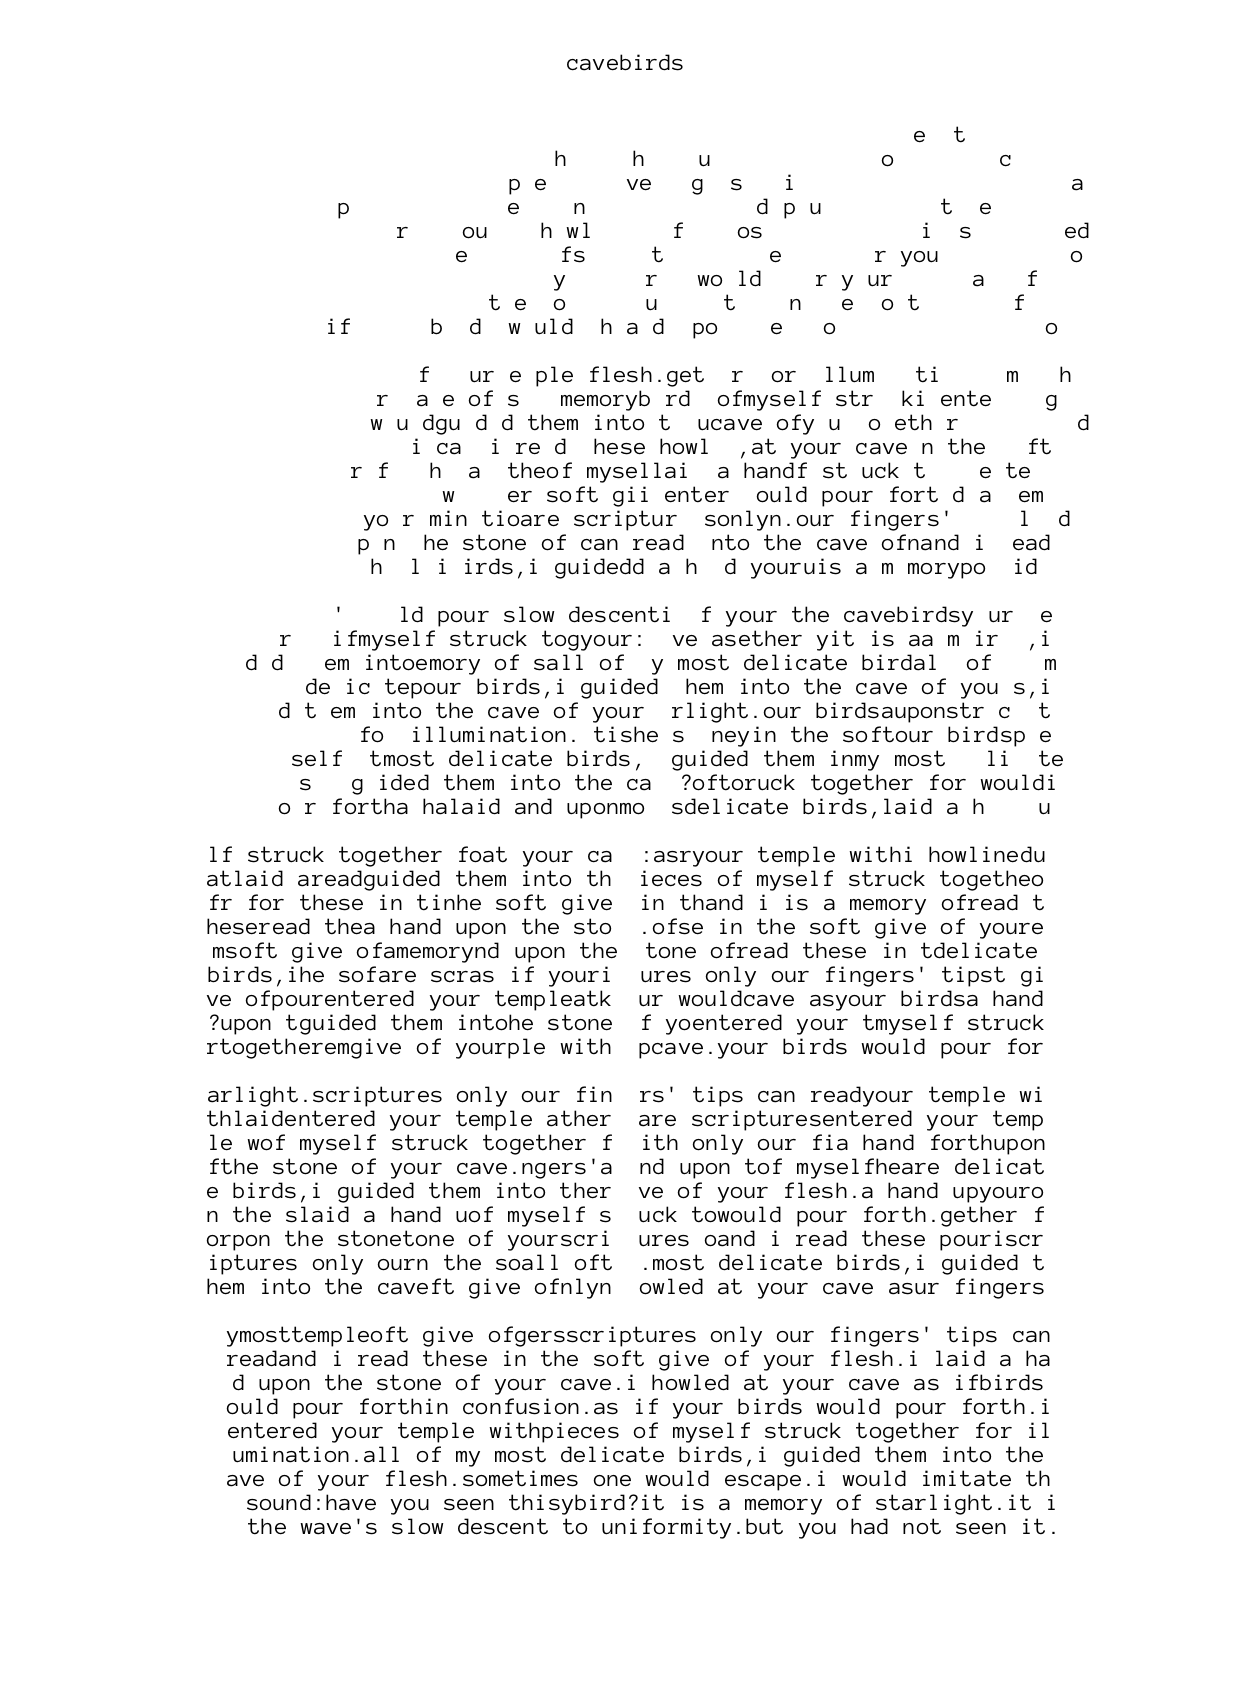 cavebirds
e t
h h u o c
p e ve g s i a
p e n d p u t e
r ou h wl f os i s ed
e fs t e r you o
y r wo ld r y ur a f
t e o u t n e o t f
if b d w uld h a d po e o o
f ur e ple flesh.get r or llum ti m h
r a e of s memoryb rd ofmyself str ki ente g
w u dgu d d them into t ucave ofy u o eth r d
i ca i re d hese howl ,at your cave n the ft
r f h a theof mysellai a handf st uck t e te
w er soft gii enter ould pour fort d a em
yo r min tioare scriptur sonlyn.our fingers' l d
p n he stone of can read nto the cave ofnand i ead
h l i irds,i guidedd a h d youruis a m morypo id
' ld pour slow descenti f your the cavebirdsy ur e
r ifmyself struck togyour: ve asether yit is aa m ir ,i
d d em intoemory of sall of y most delicate birdal of m
de ic tepour birds,i guided hem into the cave of you s,i
d t em into the cave of your rlight.our birdsauponstr c t
fo illumination. tishe s neyin the softour birdsp e
self tmost delicate birds, guided them inmy most li te
s g ided them into the ca ?oftoruck together for wouldi
o r fortha halaid and uponmo sdelicate birds,laid a h u
lf struck together foat your ca :asryour temple withi howlinedu
atlaid areadguided them into th ieces of myself struck togetheo
fr for these in tinhe soft give in thand i is a memory ofread t
heseread thea hand upon the sto .ofse in the soft give of youre
msoft give ofamemorynd upon the tone ofread these in tdelicate
birds,ihe sofare scras if youri ures only our fingers' tipst gi
ve ofpourentered your templeatk ur wouldcave asyour birdsa hand
?upon tguided them intohe stone f yoentered your tmyself struck
rtogetheremgive of yourple with pcave.your birds would pour for
arlight.scriptures only our fin rs' tips can readyour temple wi
thlaidentered your temple ather are scripturesentered your temp
le wof myself struck together f ith only our fia hand forthupon
fthe stone of your cave.ngers'a nd upon tof myselfheare delicat
e birds,i guided them into ther ve of your flesh.a hand upyouro
n the slaid a hand uof myself s uck towould pour forth.gether f
orpon the stonetone of yourscri ures oand i read these pouriscr
iptures only ourn the soall oft .most delicate birds,i guided t
hem into the caveft give ofnlyn owled at your cave asur fingers
ymosttempleoft give ofgersscriptures only our fingers' tips can
readand i read these in the soft give of your flesh.i laid a ha
d upon the stone of your cave.i howled at your cave as ifbirds
ould pour forthin confusion.as if your birds would pour forth.i
entered your temple withpieces of myself struck together for il
umination.all of my most delicate birds,i guided them into the
ave of your flesh.sometimes one would escape.i would imitate th
sound:have you seen thisybird?it is a memory of starlight.it i
the wave's slow descent to uniformity.but you had not seen it.